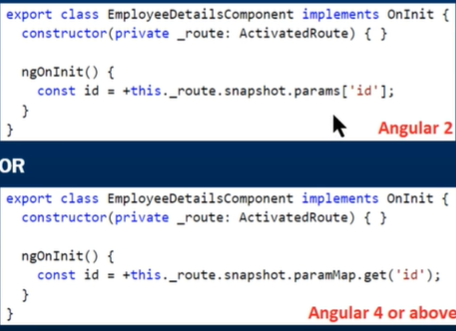 export class EmployeeDetailsComponent implements OnInit {
constructor(private _route: ActivatedRoute) { }
ngOnInit() {
const id = +this._route.snapshot.params['id'];
}
}
Angular 2
OR
export class EmployeeDetailsComponent implements OnInit {
constructor(private _route: ActivatedRoute) { }
ngOnInit() {
const id = +this._route.snapshot.paramMap.get('id');
}
}
Angular 4 or above